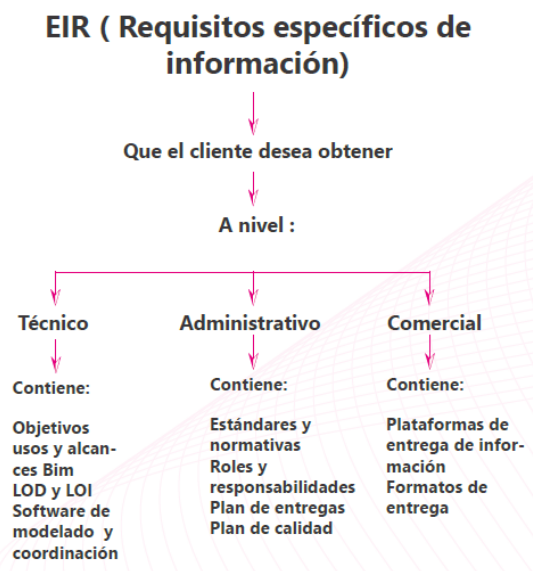 EIR ( Requisitos específicos de
información)
Que el cliente desea obtener
A nivel :
Técnico
Contiene:
Objetivos
usos y alcan-
ces Bim
LOD y LOI
Software de
modelado y
coordinación
Administrativo
Contiene:
Estándares y
normativas
Roles y
responsabilidades
Plan de entregas
Plan de calidad
Comercial
Contiene:
Plataformas de
entrega de infor-
mación
Formatos de
entrega